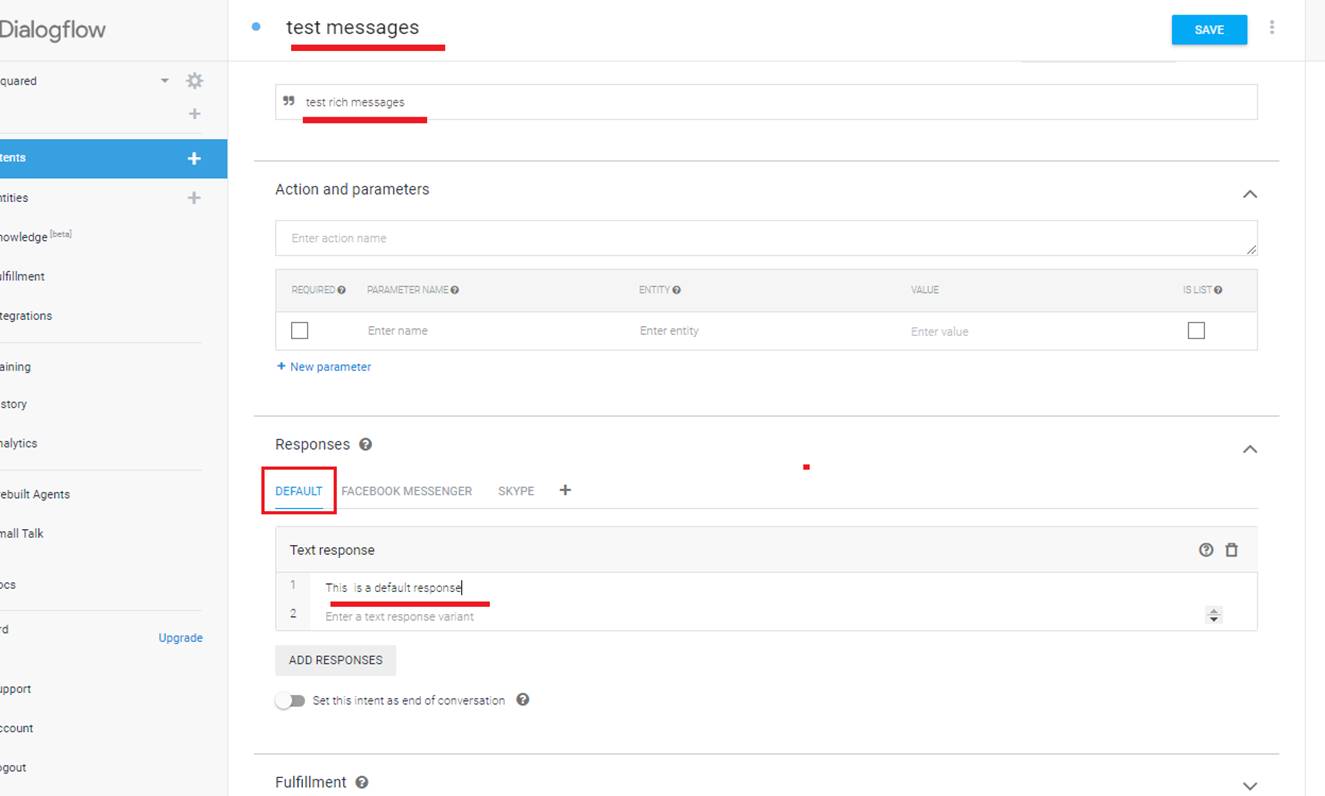 Dialogflow
test messages
SAVE
quared
tents
ntities
nowledge [beta]
ulfillment
tegrations
aining
story
nalytics
rebuilt Agents
mall Talk
ocs
rd
Upgrade
upport
ccount
ogout
test rich messages
Action and parameters
Enter action name
REQUIRED PARAMETER NAME ENTITY VALUE IS LIST
Enter name Enter entity Enter value
+ New parameter
Responses
DEFAULT FACEBOOK MESSENGER SKYPE +
Text response
1 This is a default response
2 Enter a text response variant
ADD RESPONSES
Set this intent as end of conversation
Fulfillment